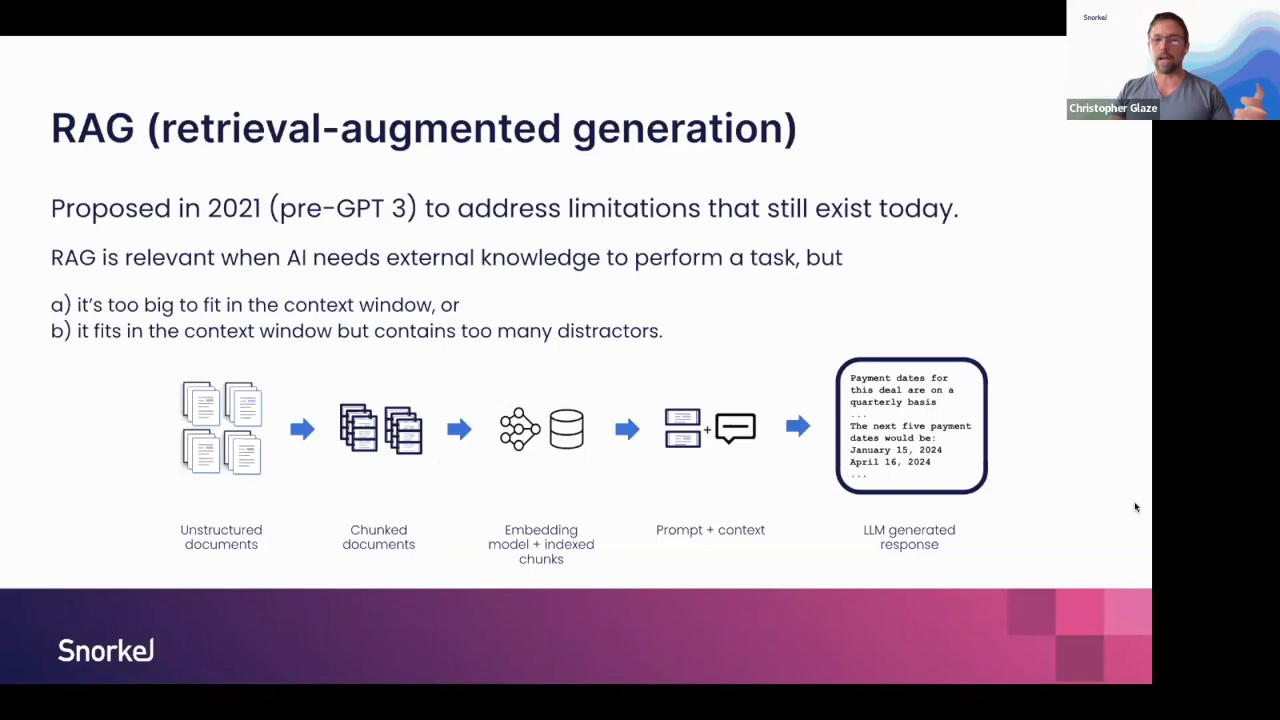 Snorkel
Christopher Glaze
RAG (retrieval-augmented generation)
Proposed in 2021 (pre-GPT 3) to address limitations that still exist today.
RAG is relevant when AI needs external knowledge to perform a task, but
a) it’s too big to fit in the context window, or
b) it fits in the context window but contains too many distractors.
Payment dates for
this deal are on a
quarterly basis
...
The next five payment
dates would be:
January 15, 2024
April 16, 2024
...
+
Unstructured
documents
Chunked
documents
Embedding
model + indexed
chunks
Prompt + context
LLM generated
response
Snorkel